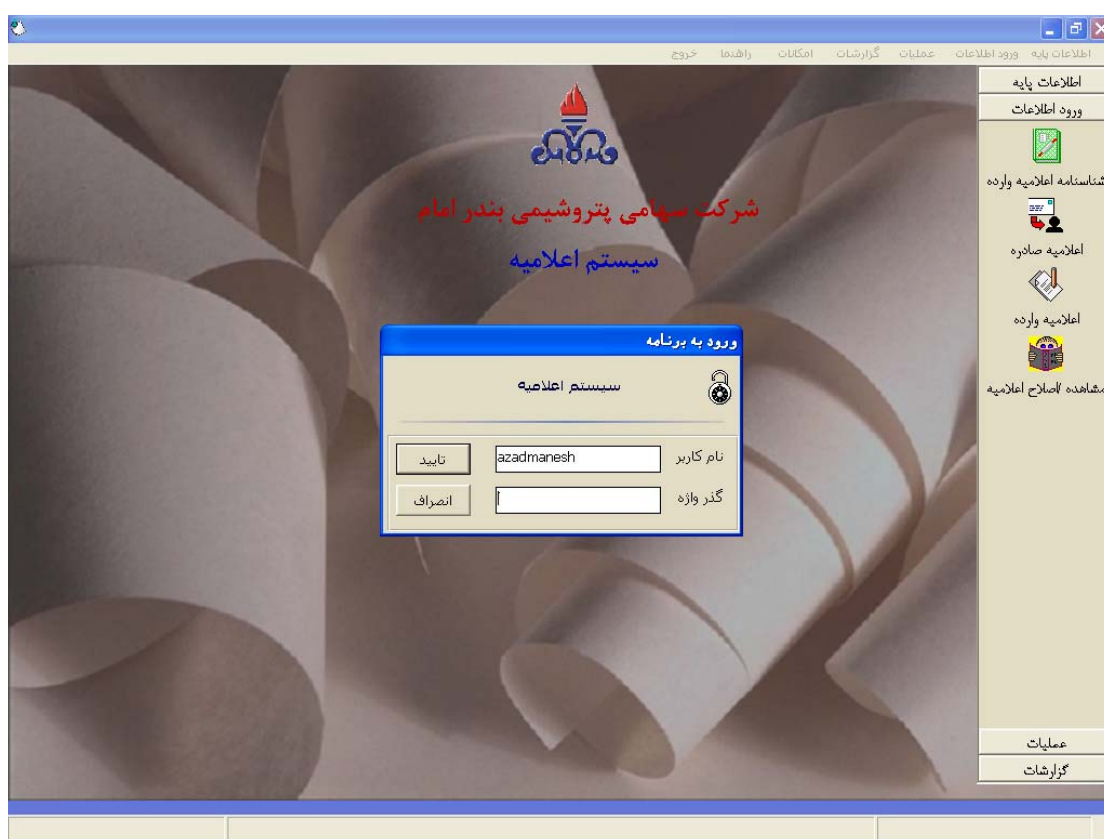 اطلاعات پایه ورود اطلاعات عملیات گزارشات امکانات راهنما خروج
اطلاعات پایه
ورود اطلاعات
شناسنامه اعلامیه وارده
اعلامیه صادره
اعلامیه وارده
مشاهده /اصلاح اعلامیه
عملیات
گزارشات
شرکت سهامی پتروشیمی بندر امام
سیستم اعلامیه
ورود به برنامه
سیستم اعلامیه
نام کاربر azadmanesh تایید
گذر واژه انصراف